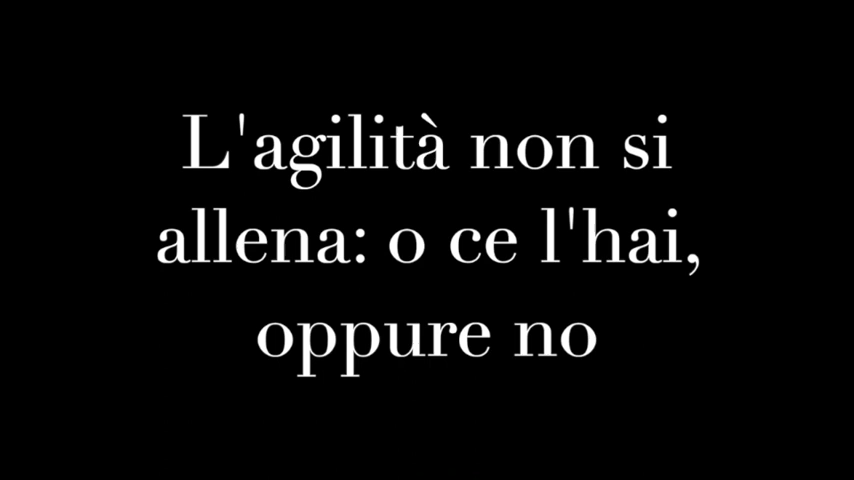 L'agilità non si
allena: o ce l'hai,
oppure no